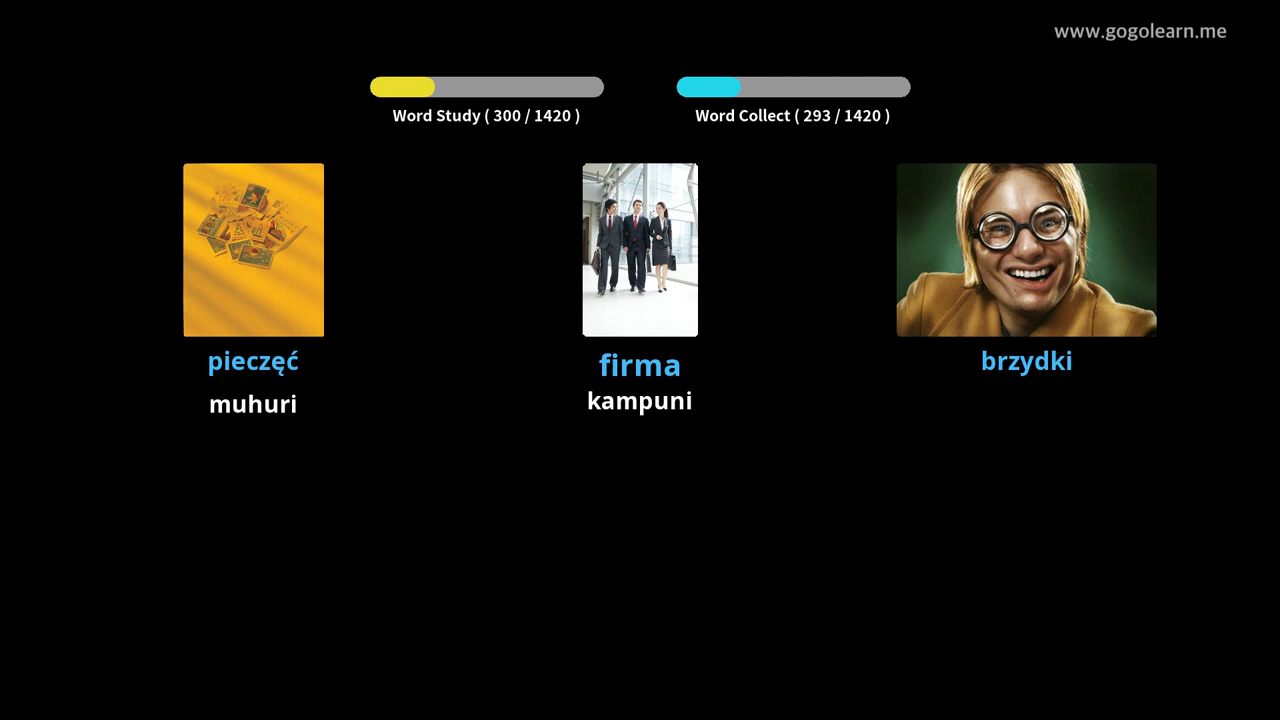 www.gogolearn.me
Word Study ( 300 / 1420 )
Word Collect ( 293 / 1420 )
pieczęć
muhuri
firma
kampuni
brzydki